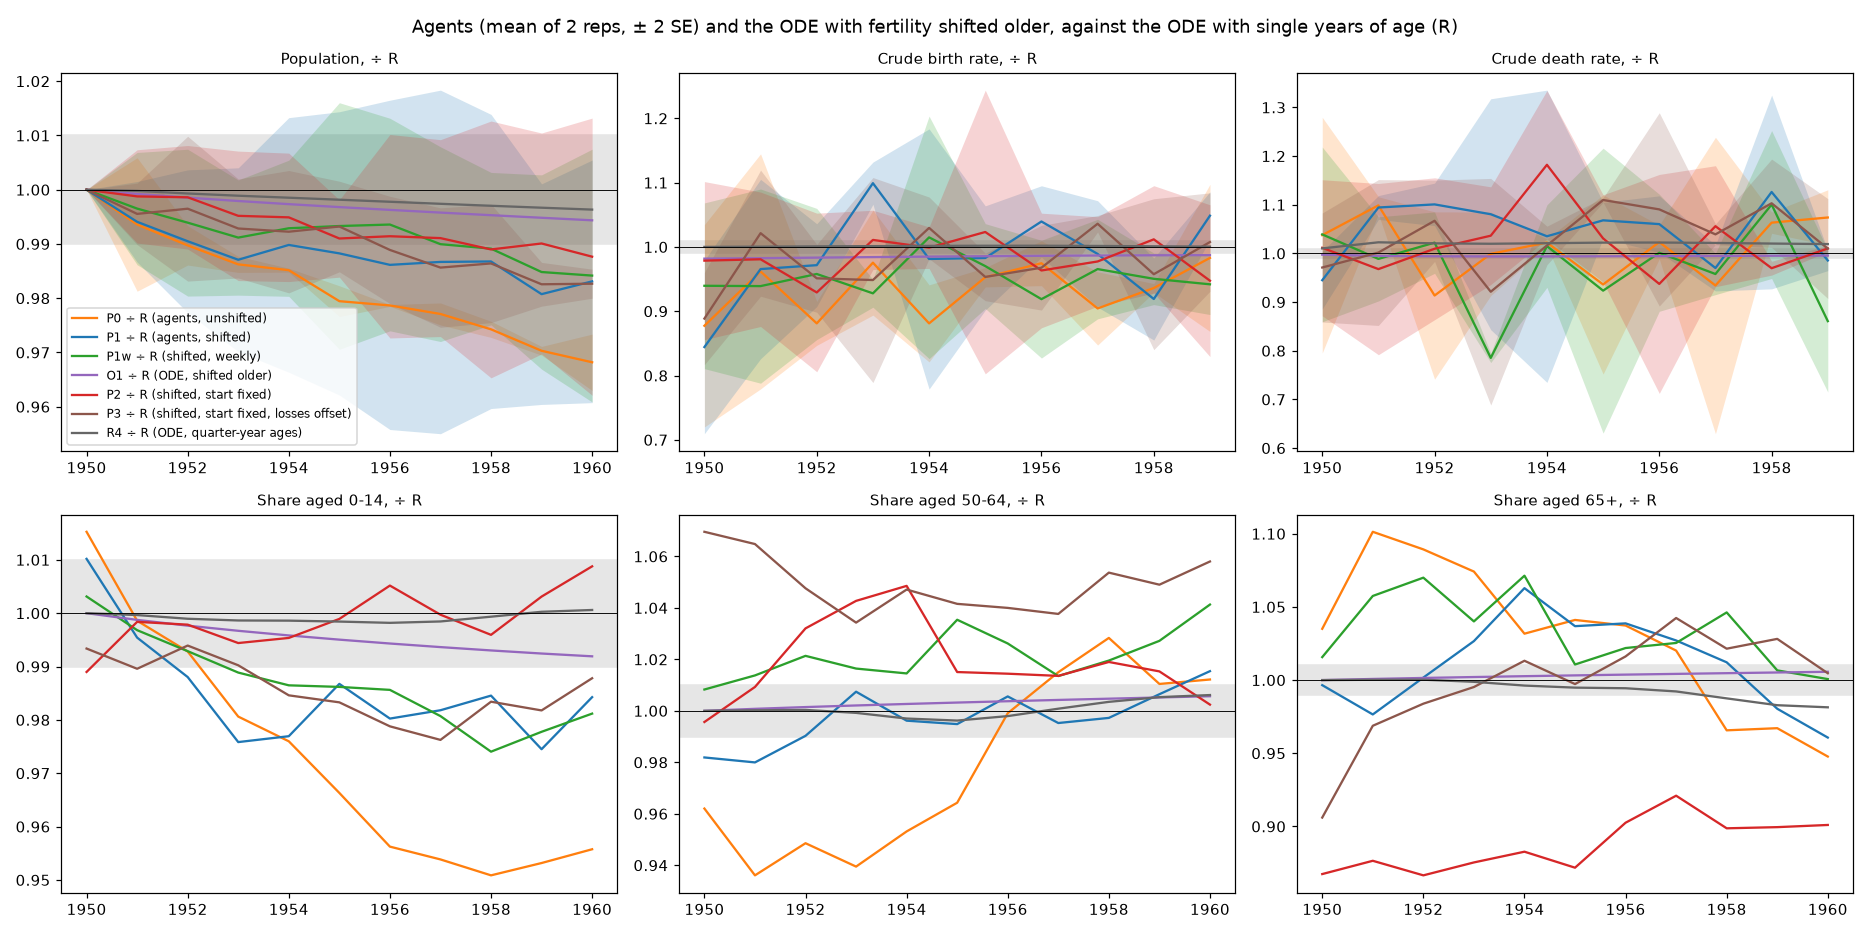 Agents (mean of 2 reps, ± 2 SE) and the ODE with fertility shifted older, against the ODE with single years of age (R)
Population, ÷ R
1.02
1.01
1.00
0.99
0.98
0.97
0.96
P0 ÷ R (agents, unshifted)
P1 ÷ R (agents, shifted)
P1w ÷ R (shifted, weekly)
O1 ÷ R (ODE, shifted older)
P2 ÷ R (shifted, start fixed)
P3 ÷ R (shifted, start fixed, losses offset)
R4 ÷ R (ODE, quarter-year ages)
1950 1952 1954 1956 1958 1960
Crude birth rate, ÷ R
1.2
1.1
1.0
0.9
0.8
0.7
1950 1952 1954 1956 1958
Crude death rate, ÷ R
1.3
1.2
1.1
1.0
0.9
0.8
0.7
0.6
1950 1952 1954 1956 1958
Share aged 0-14, ÷ R
1.01
1.00
0.99
0.98
0.97
0.96
0.95
1950 1952 1954 1956 1958 1960
Share aged 50-64, ÷ R
1.06
1.04
1.02
1.00
0.98
0.96
0.94
1950 1952 1954 1956 1958 1960
Share aged 65+, ÷ R
1.10
1.05
1.00
0.95
0.90
1950 1952 1954 1956 1958 1960